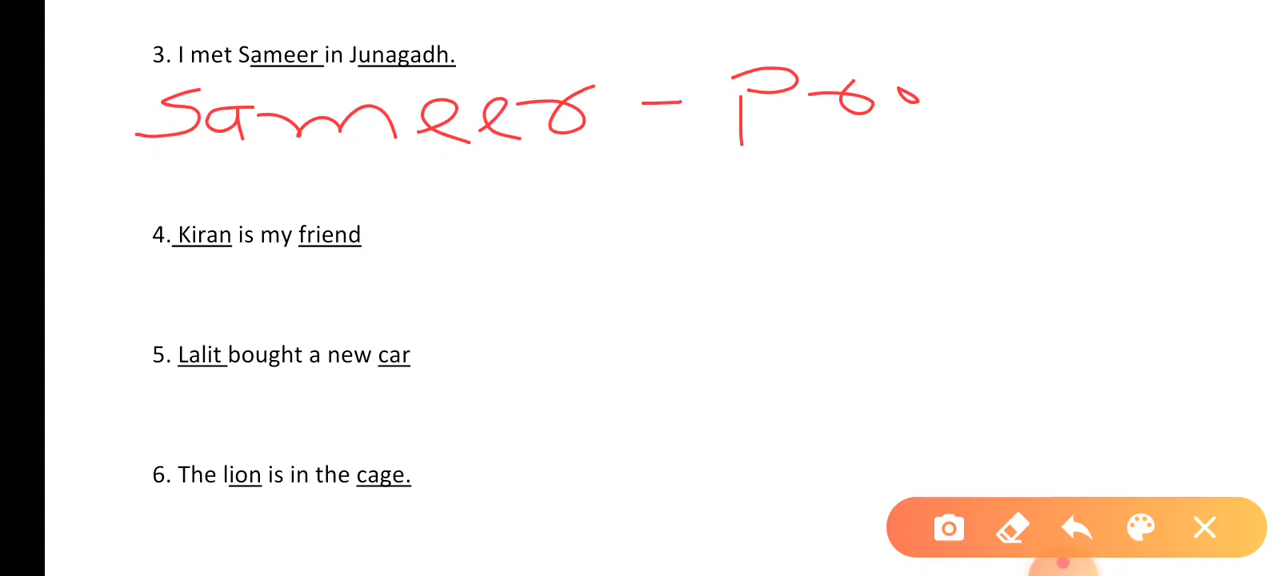 3. I met Sameer in Junagadh.
Sameer - Pro
4. Kiran is my friend
5. Lalit bought a new car
6. The lion is in the cage.